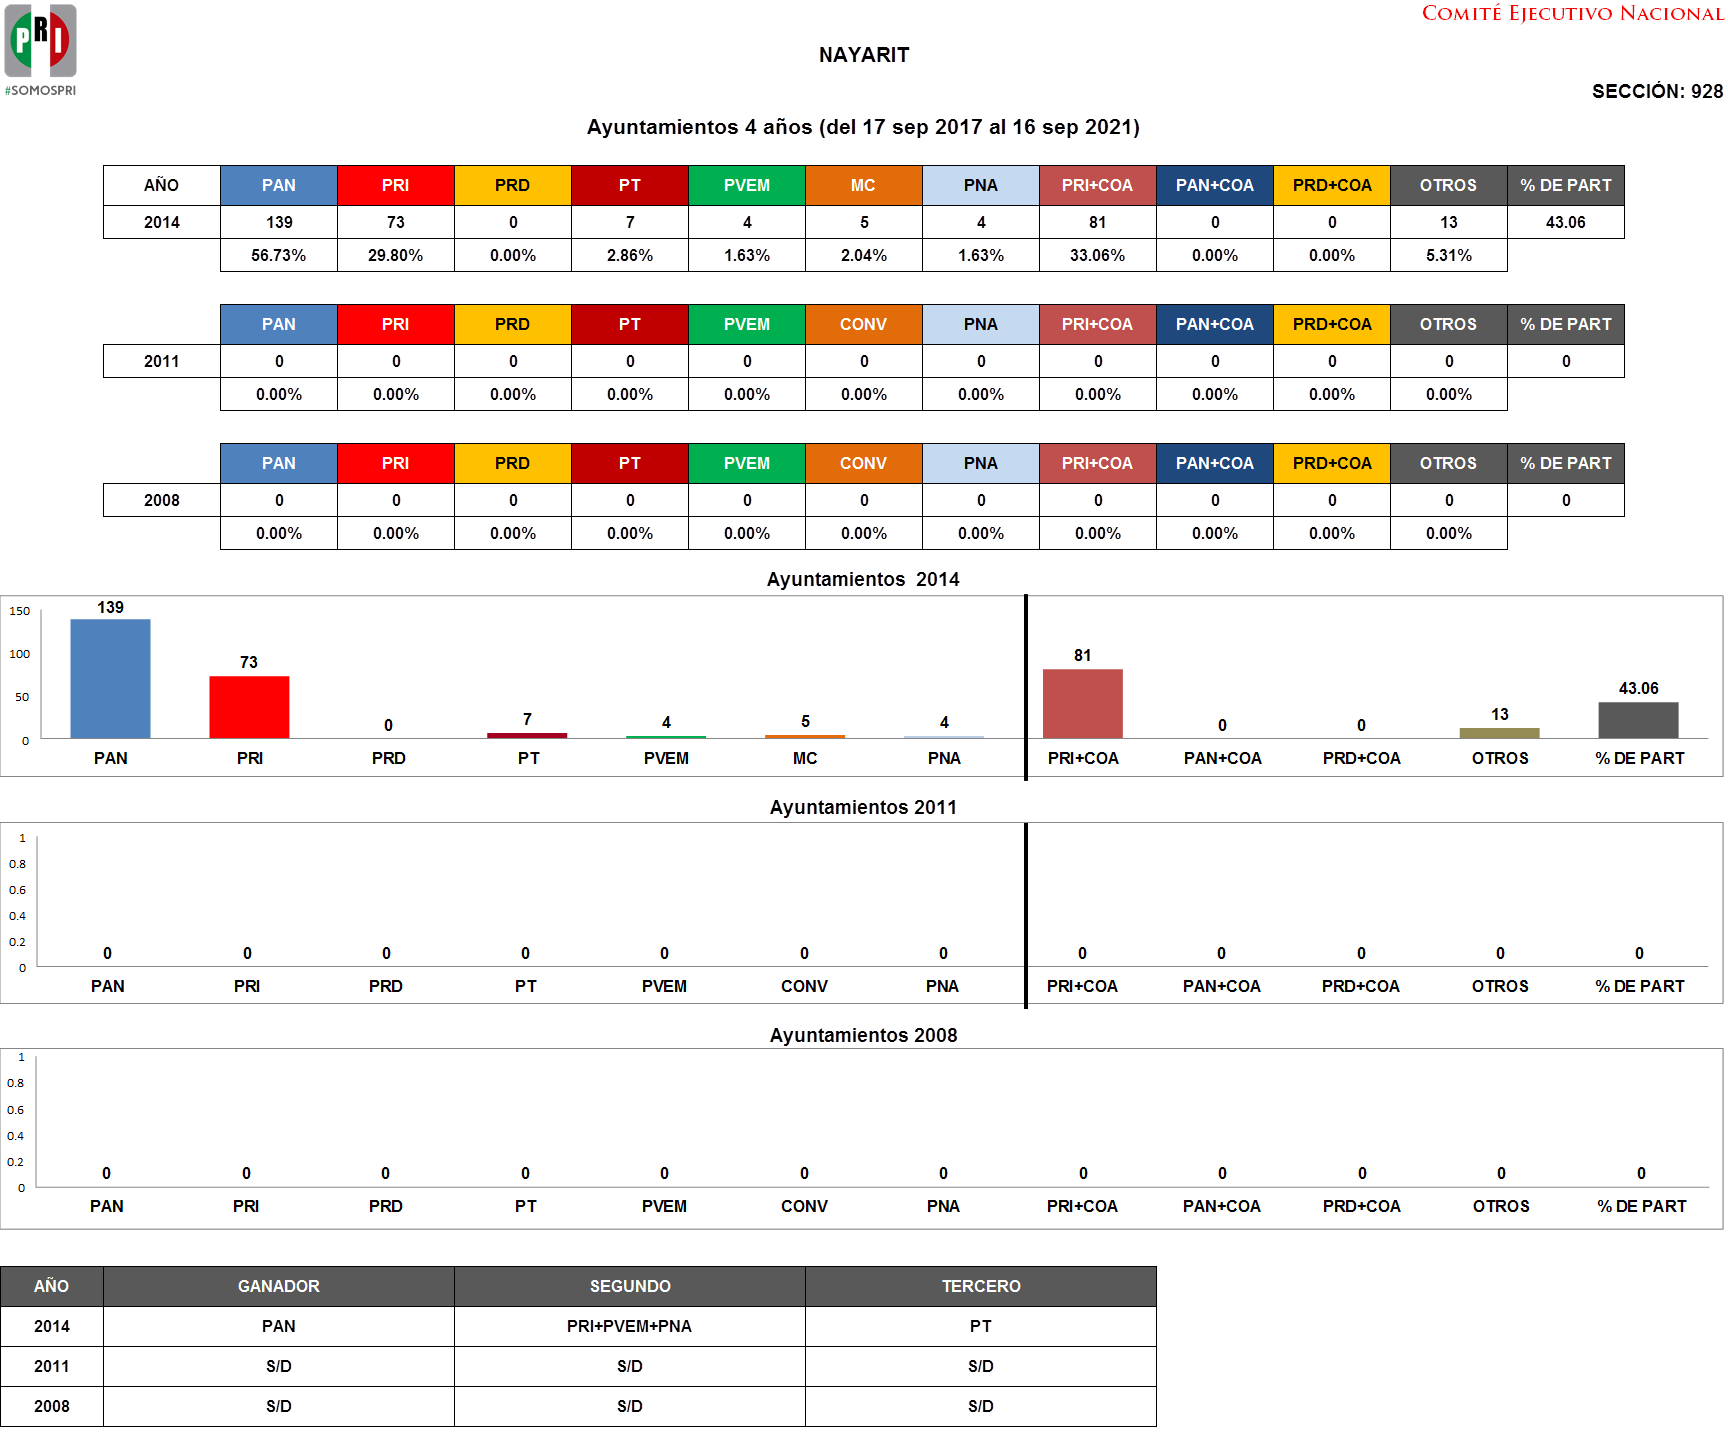 PRI
#SOMOSPRI
COMITÉ EJECUTIVO NACIONAL
NAYARIT
SECCIÓN: 928
Ayuntamientos 4 años (del 17 sep 2017 al 16 sep 2021)
AÑO PAN PRI PRD PT PVEM MC PNA PRI+COA PAN+COA PRD+COA OTROS % DE PART
2014 139 73 0 7 4 5 4 81 0 0 13 43.06
56.73% 29.80% 0.00% 2.86% 1.63% 2.04% 1.63% 33.06% 0.00% 0.00% 5.31%
PAN PRI PRD PT PVEM CONV PNA PRI+COA PAN+COA PRD+COA OTROS % DE PART
2011 0 0 0 0 0 0 0 0 0 0 0 0
0.00% 0.00% 0.00% 0.00% 0.00% 0.00% 0.00% 0.00% 0.00% 0.00% 0.00%
PAN PRI PRD PT PVEM CONV PNA PRI+COA PAN+COA PRD+COA OTROS % DE PART
2008 0 0 0 0 0 0 0 0 0 0 0 0
0.00% 0.00% 0.00% 0.00% 0.00% 0.00% 0.00% 0.00% 0.00% 0.00% 0.00%
Ayuntamientos 2014
150
100
50
0
139 73 0 7 4 5 4 81 0 0 13 43.06
PAN PRI PRD PT PVEM MC PNA PRI+COA PAN+COA PRD+COA OTROS % DE PART
Ayuntamientos 2011
1
0.8
0.6
0.4
0.2
0
0 0 0 0 0 0 0 0 0 0 0 0
PAN PRI PRD PT PVEM CONV PNA PRI+COA PAN+COA PRD+COA OTROS % DE PART
Ayuntamientos 2008
1
0.8
0.6
0.4
0.2
0
0 0 0 0 0 0 0 0 0 0 0 0
PAN PRI PRD PT PVEM CONV PNA PRI+COA PAN+COA PRD+COA OTROS % DE PART
AÑO GANADOR SEGUNDO TERCERO
2014 PAN PRI+PVEM+PNA PT
2011 S/D S/D S/D
2008 S/D S/D S/D